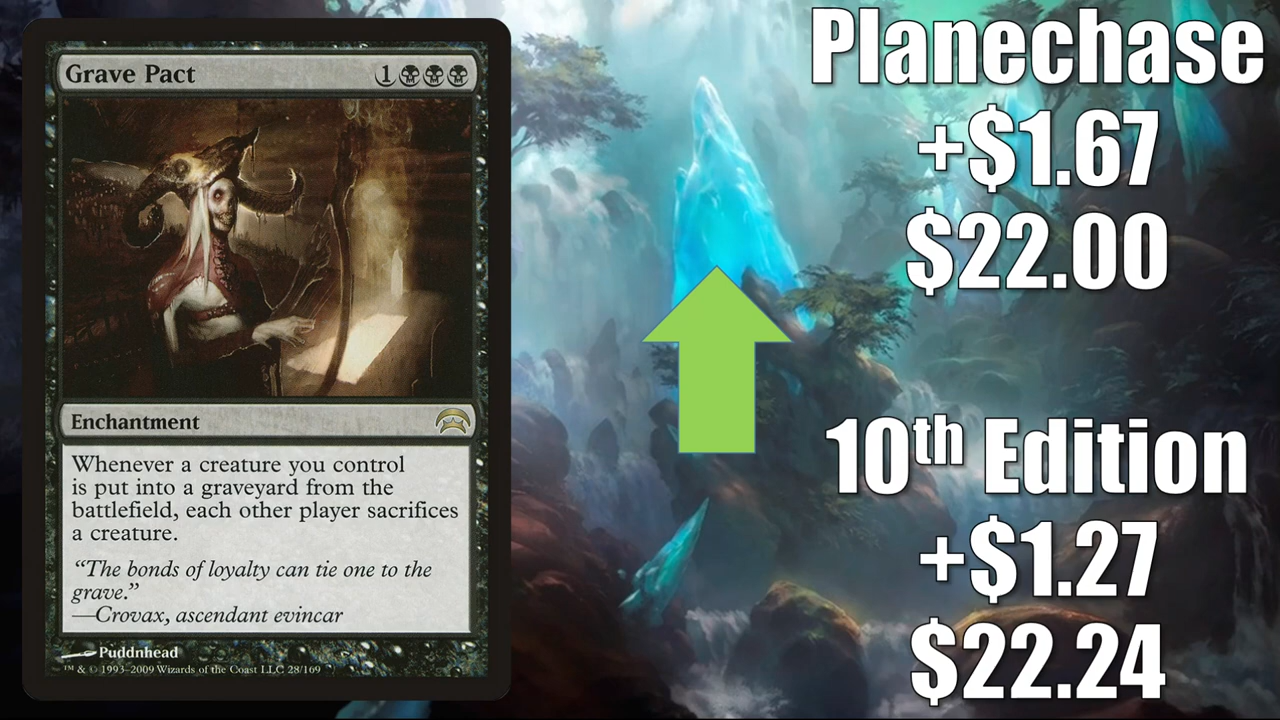 Grave Pact 1
Enchantment
Whenever a creature you control
is put into a graveyard from the
battlefield, each other player sacrifices
a creature.
“The bonds of loyalty can tie one to the
grave.”
—Crovax, ascendant evincar
Puddnhead
™ & © 1993–2009 Wizards of the Coast LLC 28/169
Planechase
+$1.67
$22.00
10th Edition
+$1.27
$22.24